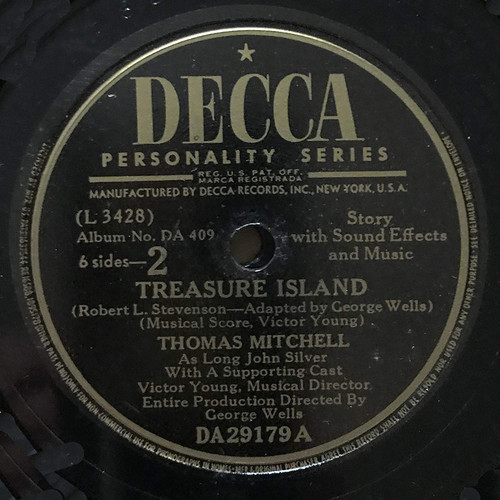 DECCA
PERSONALITY SERIES
REG. U.S. PAT. OFF.
MARCA REGISTRADA
MANUFACTURED BY DECCA RECORDS, INC., NEW YORK, U.S.A.
(L 3428)
Album No. DA 409
6 sides—2
Story
with Sound Effects
and Music
TREASURE ISLAND
(Robert L. Stevenson—Adapted by George Wells)
(Musical Score, Victor Young)
THOMAS MITCHELL
As Long John Silver
With A Supporting Cast
Victor Young, Musical Director
Entire Production Directed By
George Wells
DA29179A